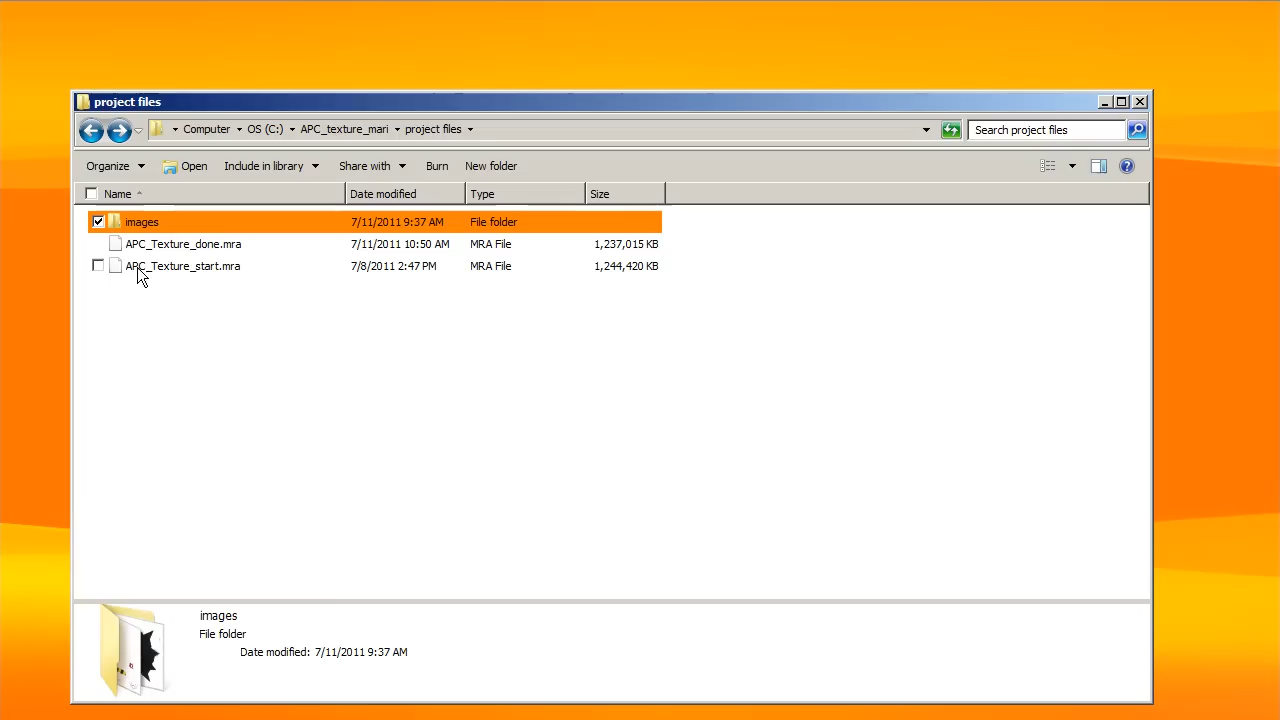 project files
Computer OS (C:) APC_texture_mari project files Search project files
Organize Open Include in library Share with Burn New folder
Name Date modified Type Size
images 7/11/2011 9:37 AM File folder
APC_Texture_done.mra 7/11/2011 10:50 AM MRA File 1,237,015 KB
APC_Texture_start.mra 7/8/2011 2:47 PM MRA File 1,244,420 KB
images
File folder
Date modified: 7/11/2011 9:37 AM